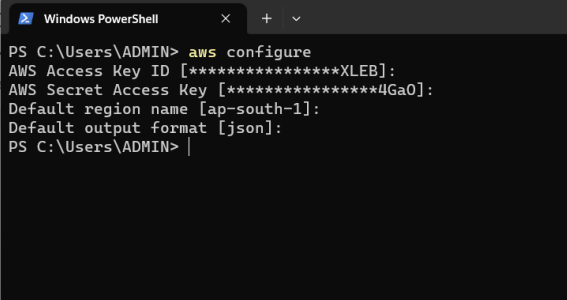 Windows PowerShell
PS C:\Users\ADMIN> aws configure
AWS Access Key ID [****************XLEB]:
AWS Secret Access Key [****************4GaO]:
Default region name [ap-south-1]:
Default output format [json]:
PS C:\Users\ADMIN>